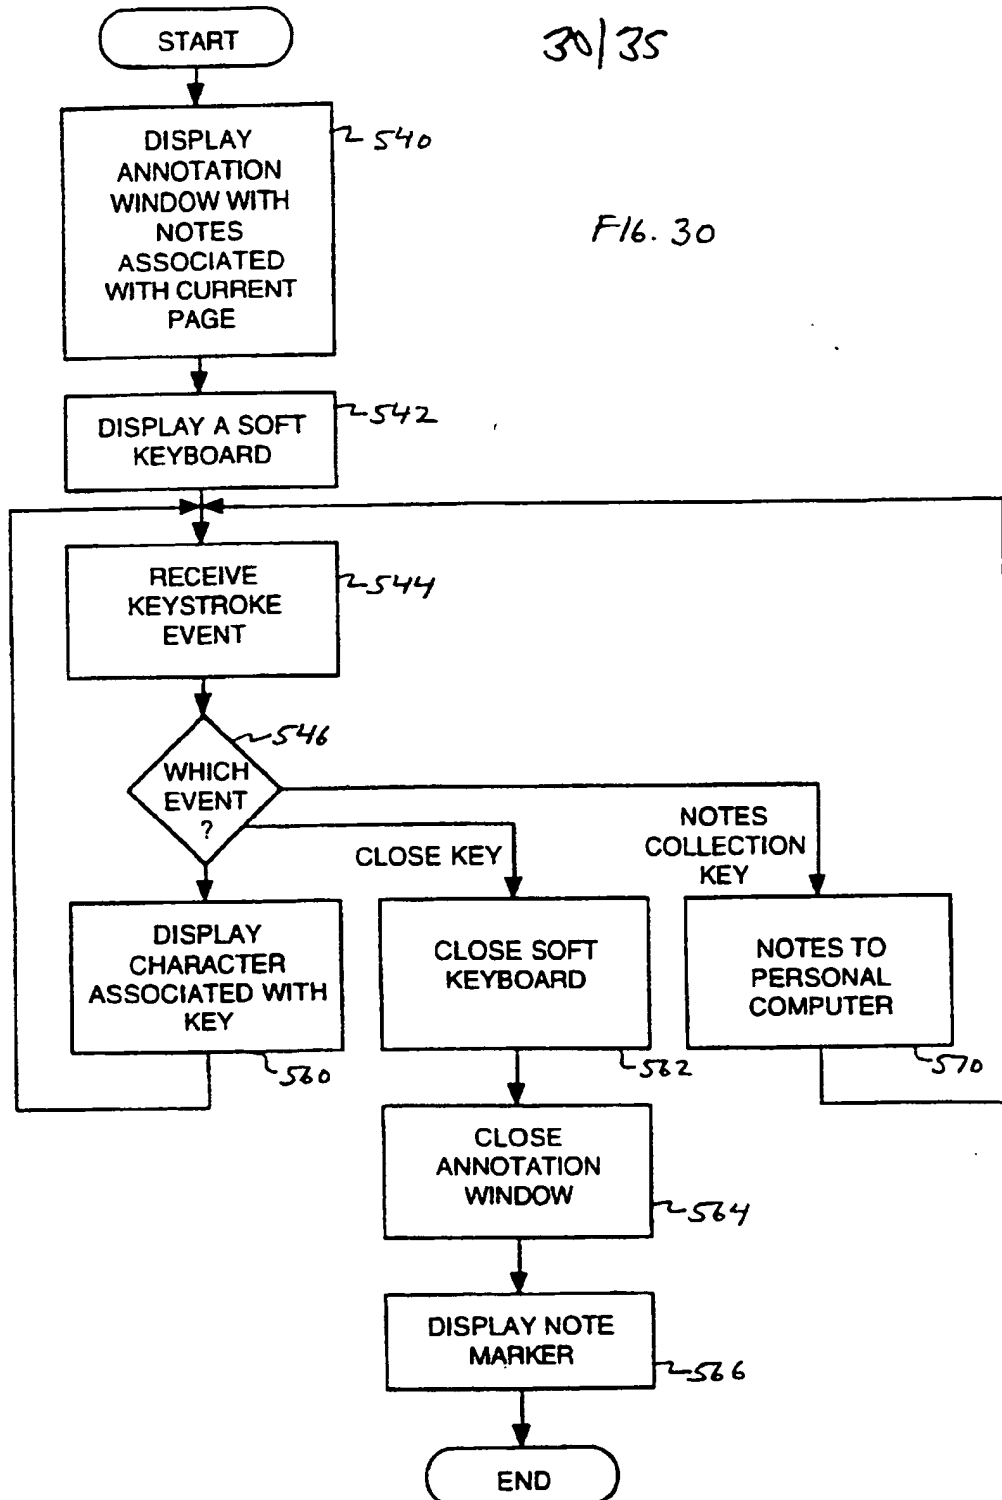 START
30/35
DISPLAY
ANNOTATION
WINDOW WITH
NOTES
ASSOCIATED
WITH CURRENT
PAGE
540
FIG. 30
DISPLAY A SOFT
KEYBOARD
542
RECEIVE
KEYSTROKE
EVENT
544
WHICH
EVENT
?
546
CLOSE KEY
NOTES
COLLECTION
KEY
DISPLAY
CHARACTER
ASSOCIATED WITH
KEY
560
CLOSE SOFT
KEYBOARD
562
NOTES TO
PERSONAL
COMPUTER
570
CLOSE
ANNOTATION
WINDOW
564
DISPLAY NOTE
MARKER
566
END